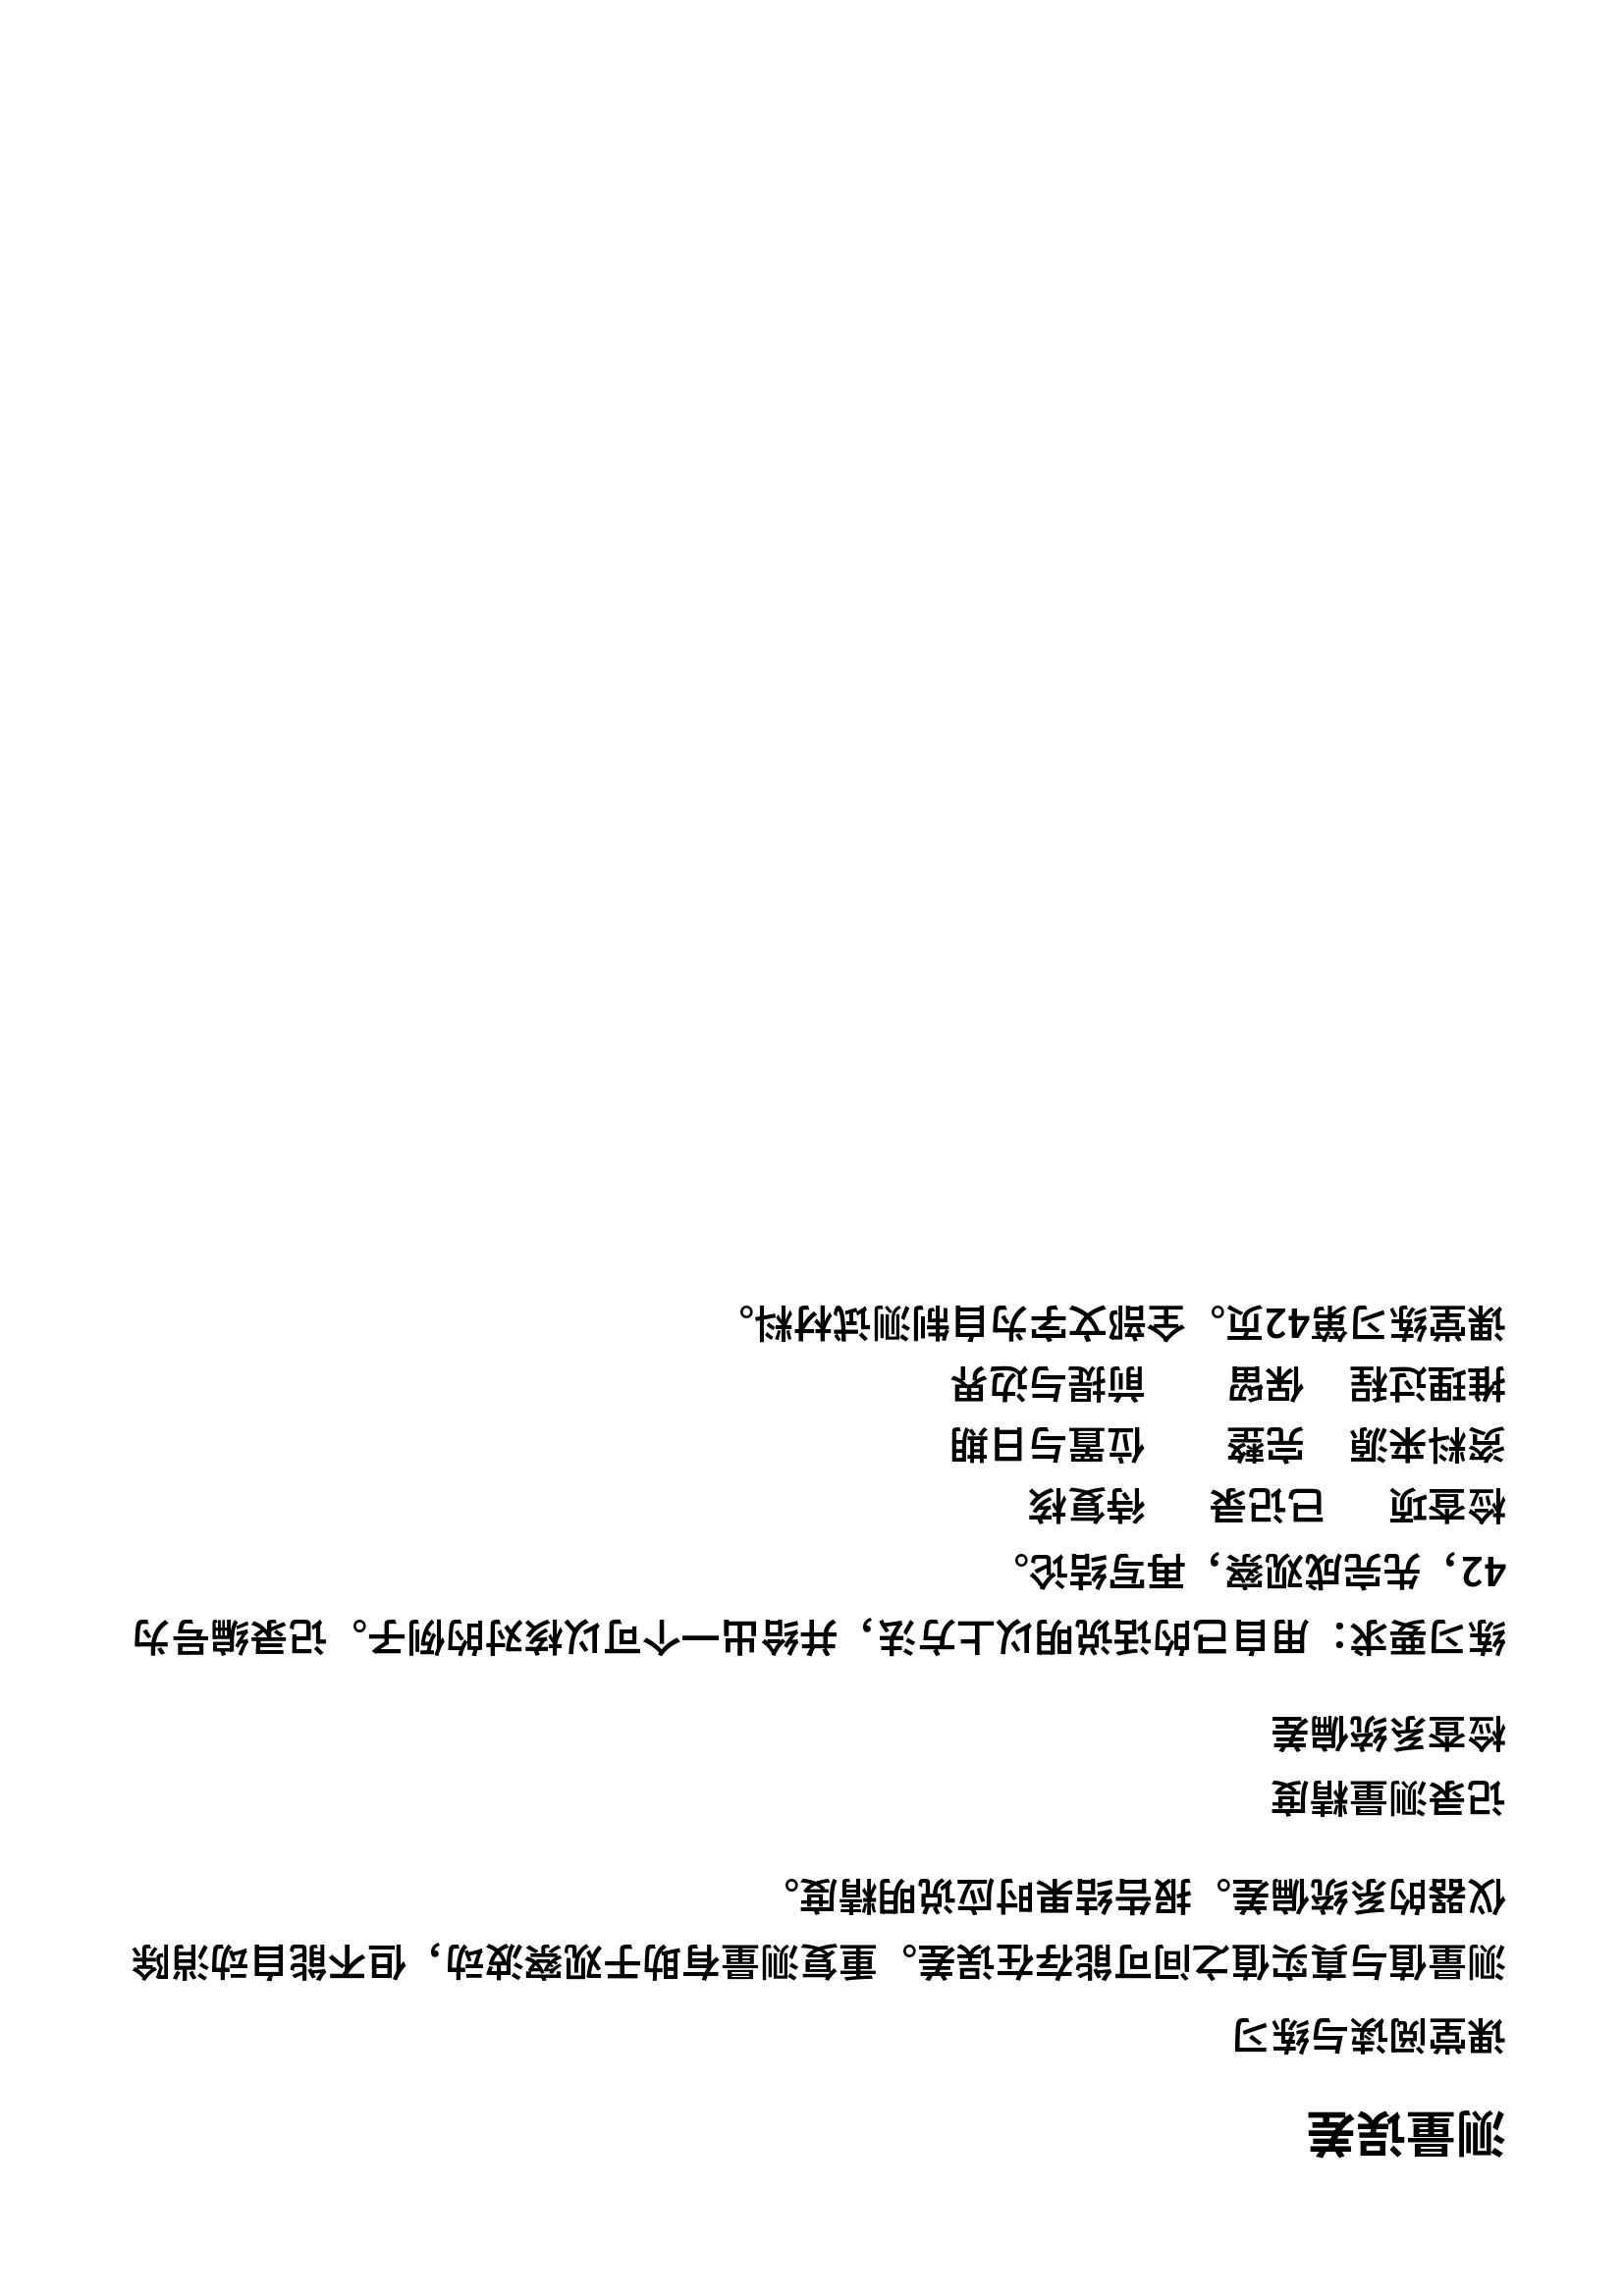 测量误差
课堂阅读与练习
测量值与真实值之间可能存在误差。重复测量有助于观察波动，但不能自动消除
仪器的系统偏差。报告结果时应说明精度。
记录测量精度
检查系统偏差
练习要求：用自己的话说明以上方法，并给出一个可以核对的例子。记录编号为
42，先完成观察，再写结论。
检查项 已记录 待复核
资料来源 完整 位置与日期
推理过程 保留 前提与边界
课堂练习第42页。全部文字为自制测试材料。